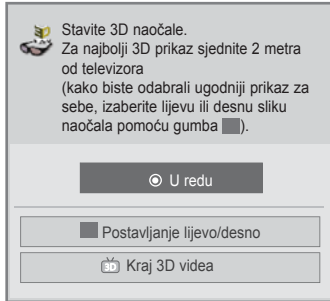 Stavite 3D naočale.
Za najbolji 3D prikaz sjednite 2 metra
od televizora
(kako biste odabrali ugodniji prikaz za
sebe, izaberite lijevu ili desnu sliku
naočala pomoću gumba ).
U redu
Postavljanje lijevo/desno
3D Kraj 3D videa